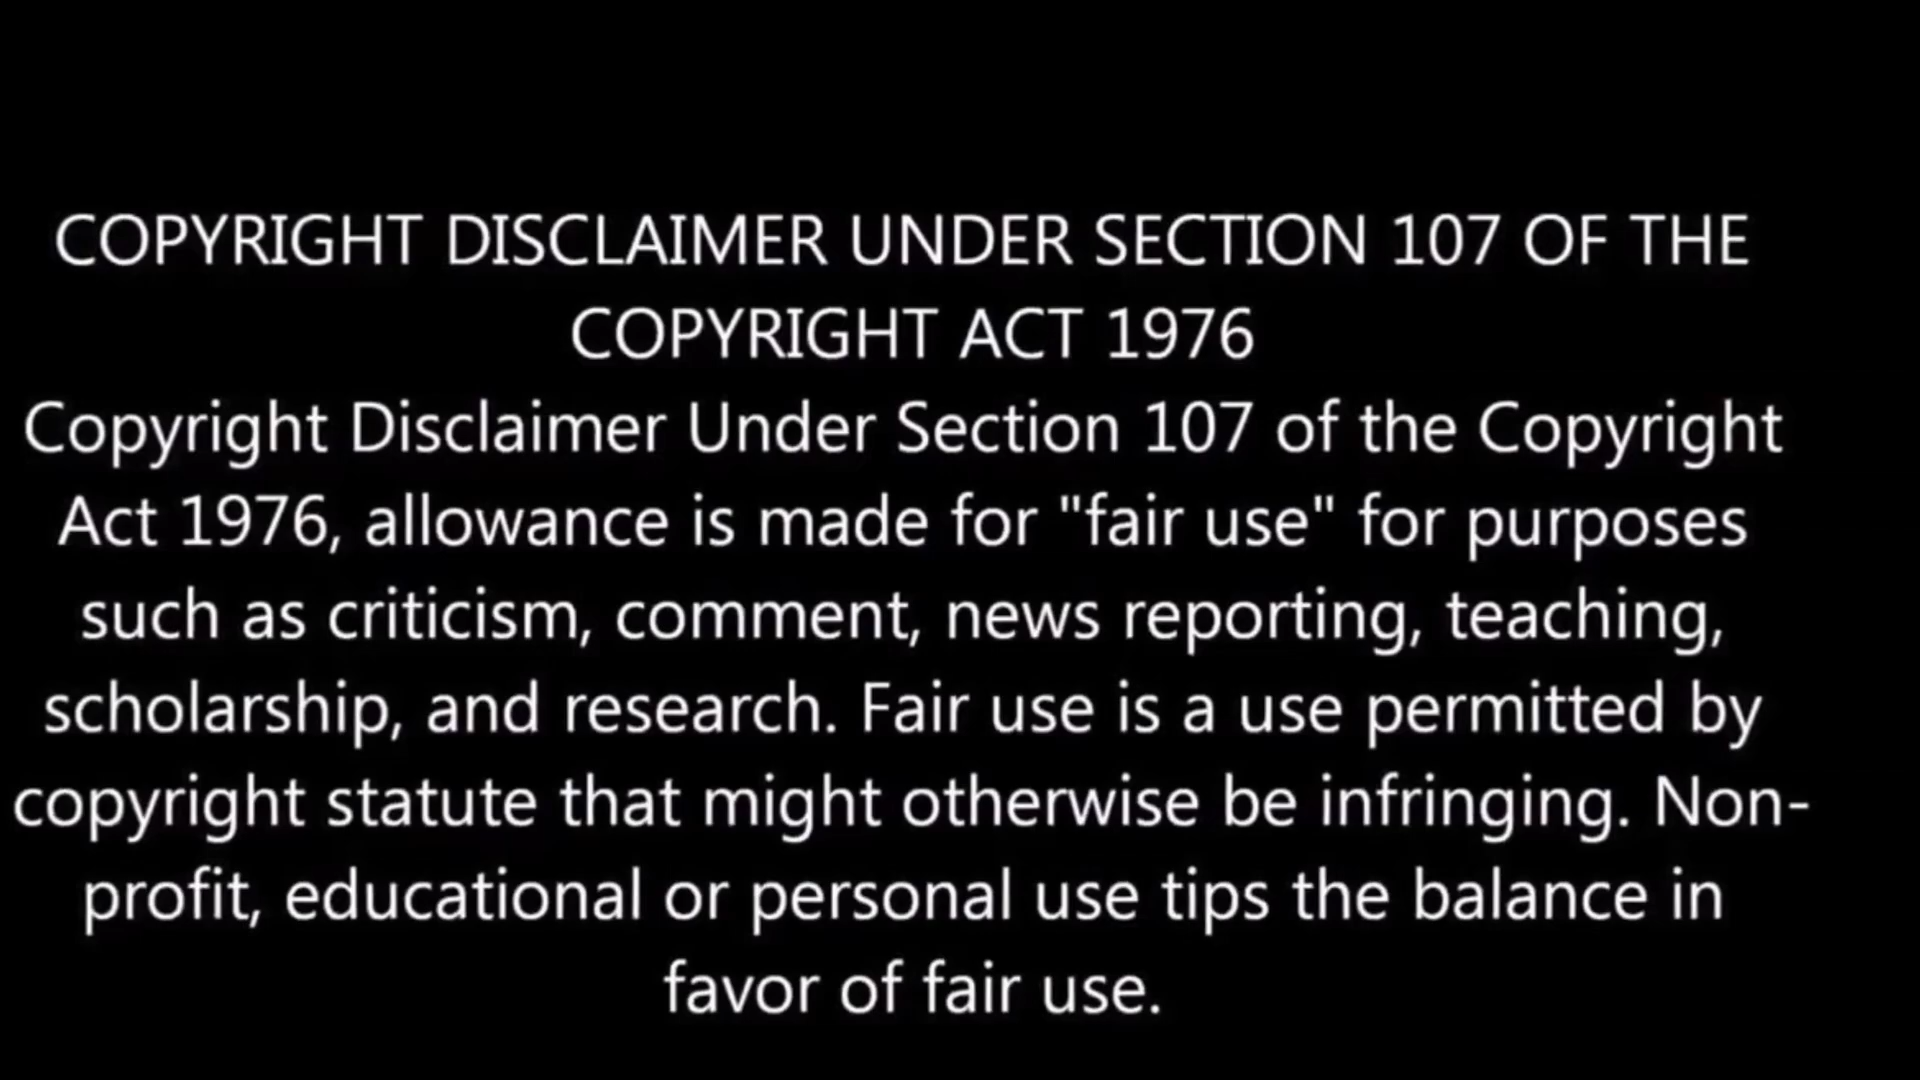 COPYRIGHT DISCLAIMER UNDER SECTION 107 OF THE
COPYRIGHT ACT 1976
Copyright Disclaimer Under Section 107 of the Copyright
Act 1976, allowance is made for "fair use" for purposes
such as criticism, comment, news reporting, teaching,
scholarship, and research. Fair use is a use permitted by
copyright statute that might otherwise be infringing. Non-
profit, educational or personal use tips the balance in
favor of fair use.